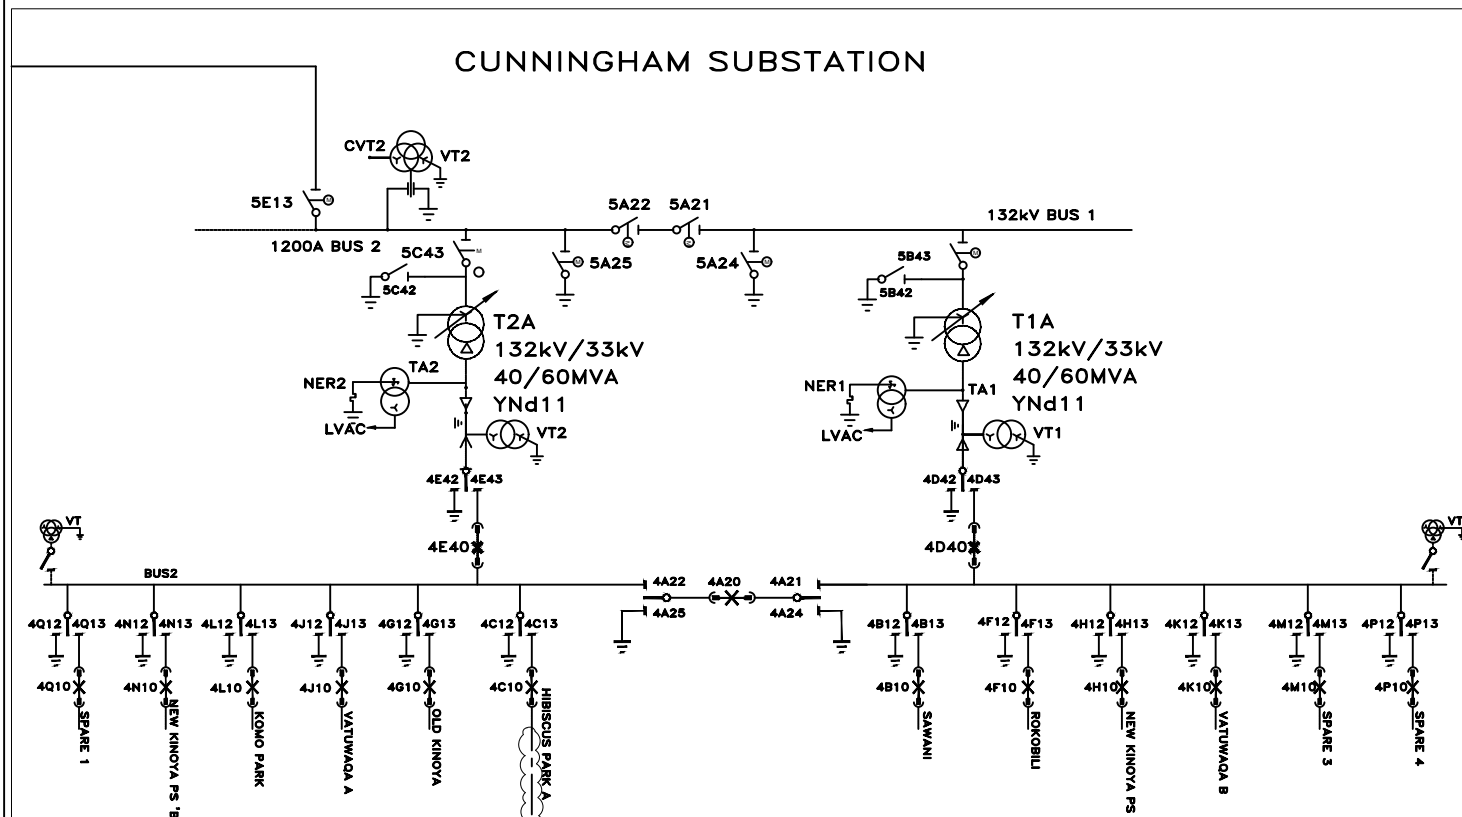 CUNNINGHAM SUBSTATION
CVT2
VT2
5E13
5A22
5A21
132kV BUS 1
1200A BUS 2
5C43
5A25
5A24
5B43
5C42
5B42
T2A
132kV/33kV
40/60MVA
YNd11
T1A
132kV/33kV
40/60MVA
YNd11
TA2
NER2
LVAC
VT2
TA1
NER1
LVAC
VT1
4E42
4E43
4D42
4D43
VT
VT
4E40
4D40
BUS2
4A22
4A20
4A21
4A25
4A24
4Q12
4Q13
4N12
4N13
4L12
4L13
4J12
4J13
4G12
4G13
4C12
4C13
4B12
4B13
4F12
4F13
4H12
4H13
4K12
4K13
4M12
4M13
4P12
4P13
4Q10
4N10
4L10
4J10
4G10
4C10
4B10
4F10
4H10
4K10
4M10
4P10
SPARE 1
NEW KINOYA PS 'B
KOMO PARK
VATUWAQA A
OLD KINOYA
HIBISCUS PARK A
SAWANI
ROKOBILI
NEW KINOYA PS
VATUWAQA B
SPARE 3
SPARE 4